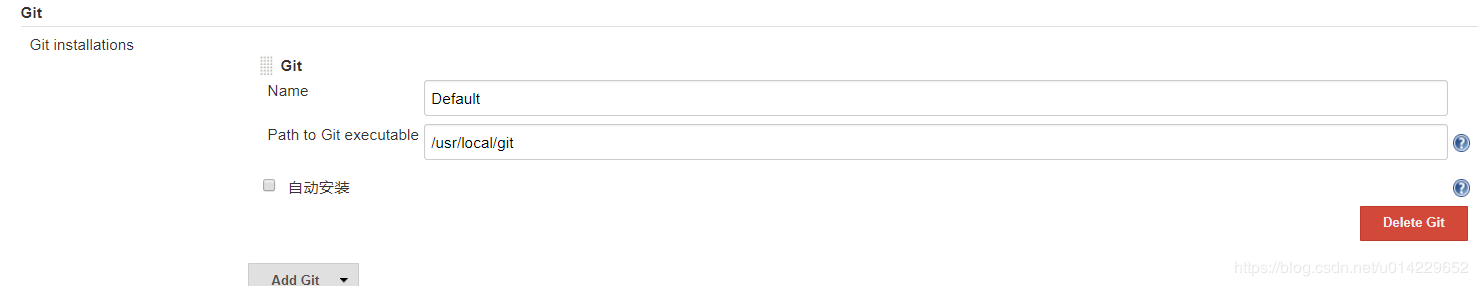 Git
Git installations
Git
Name
Default
Path to Git executable
/usr/local/git
自动安装
Delete Git
Add Git
https://blog.csdn.net/u014229652